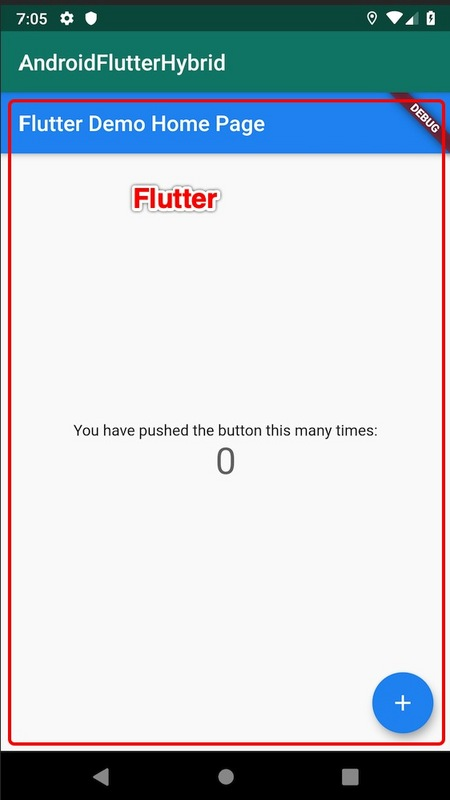 7:05
AndroidFlutterHybrid
Flutter Demo Home Page
DEBUG
Flutter
You have pushed the button this many times:
0
+